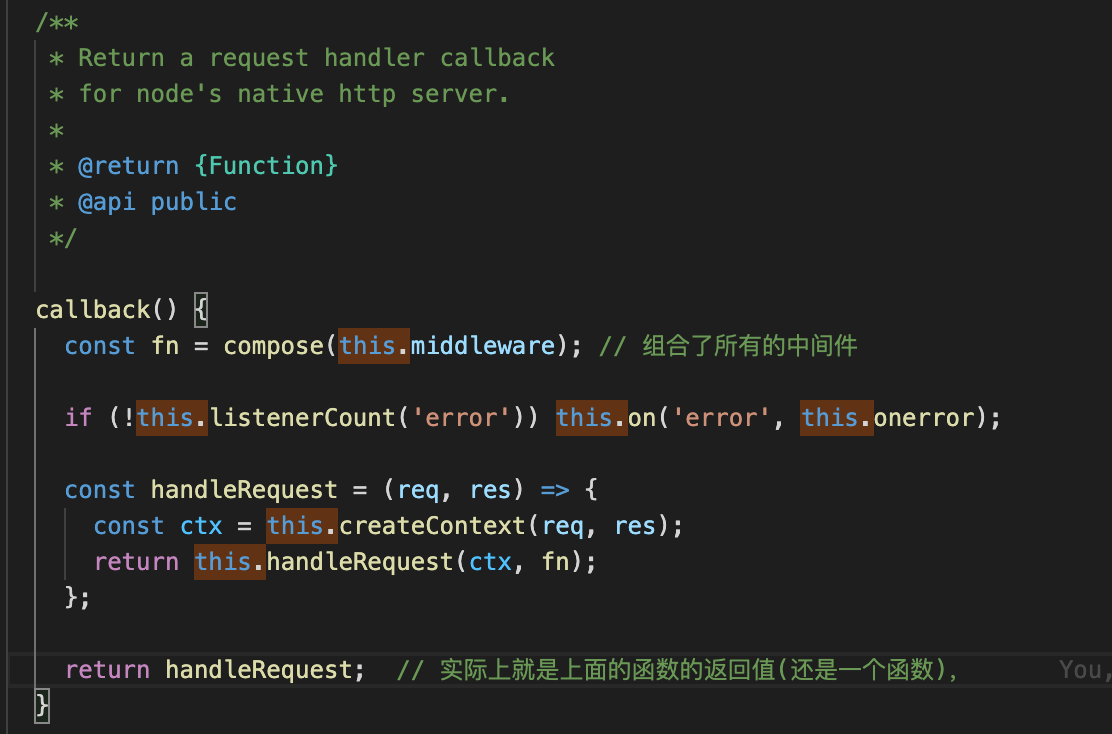 /**
 * Return a request handler callback
 * for node's native http server.
 *
 * @return {Function}
 * @api public
 */
callback() {
const fn = compose(this.middleware); // 组合了所有的中间件
if (!this.listenerCount('error')) this.on('error', this.onerror);
const handleRequest = (req, res) => {
const ctx = this.createContext(req, res);
return this.handleRequest(ctx, fn);
};
return handleRequest; // 实际上就是上面的函数的返回值(还是一个函数), You,
}